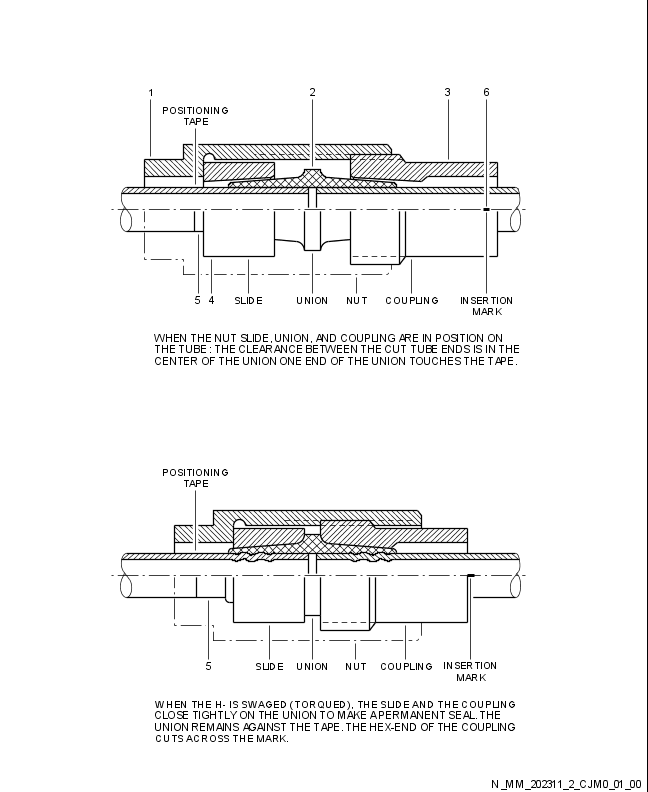 1 2 3 6
POSITIONING
TAPE
5 4 SLIDE UNION NUT COUPLING INSERTION
MARK
WHEN THE NUT SLIDE, UNION, AND COUPLING ARE IN POSITION ON
THE TUBE : THE CLEARANCE BETWEEN THE CUT TUBE ENDS IS IN THE
CENTER OF THE UNION ONE END OF THE UNION TOUCHES THE TAPE.
POSITIONING
TAPE
5 SLIDE UNION NUT COUPLING INSERTION
MARK
WHEN THE H- IS SWAGED (TORQUED), THE SLIDE AND THE COUPLING
CLOSE TIGHTLY ON THE UNION TO MAKE A PERMANENT SEAL. THE
UNION REMAINS AGAINST THE TAPE. THE HEX-END OF THE COUPLING
CUTS ACROSS THE MARK.
N_MM_202311_2_CJM0_01_00